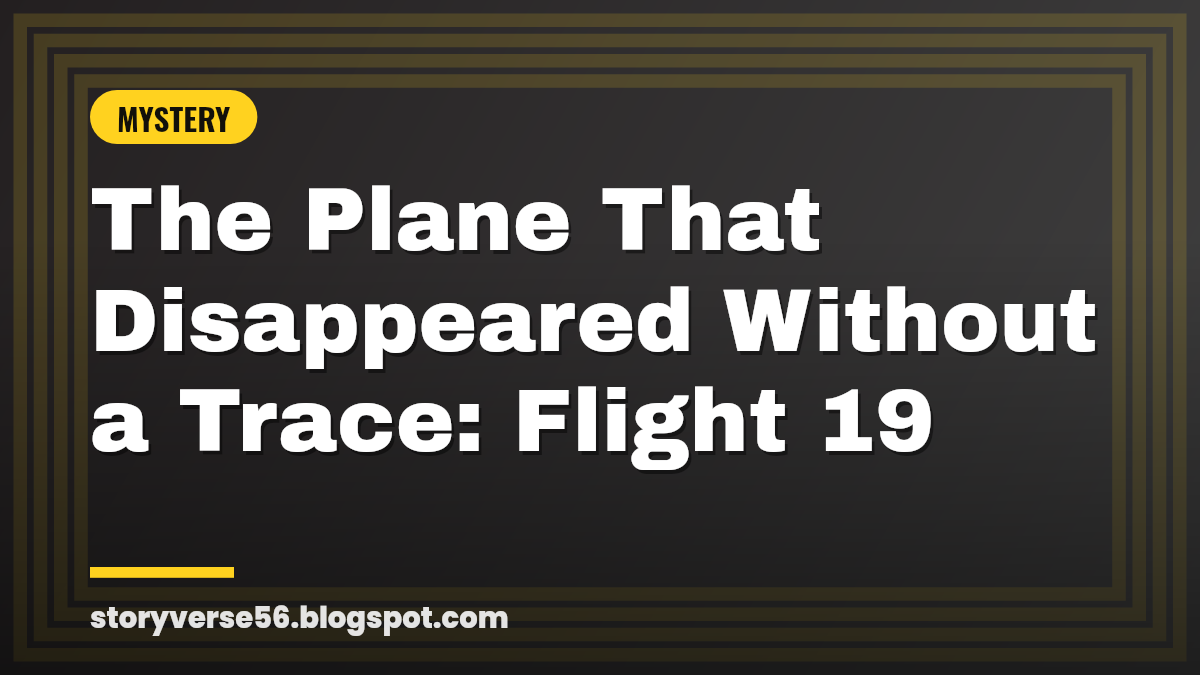 MYSTERY
The Plane That
Disappeared Without
a Trace: Flight 19
storyverse56.blogspot.com